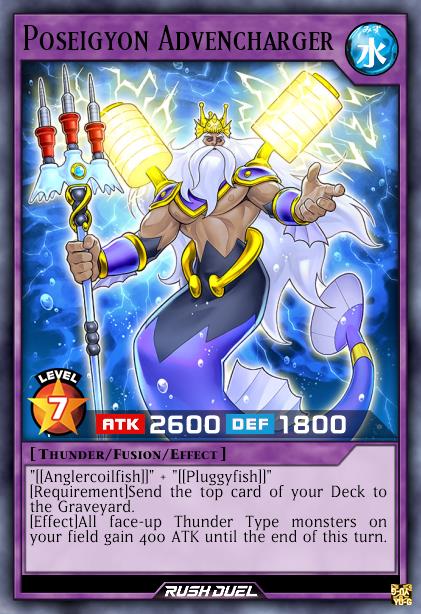 Poseigyon Advencharger
みず
水
LEVEL
7
ATK 2600 DEF 1800
[Thunder/Fusion/Effect]
"[[Anglercoilfish]]" + "[[Pluggyfish]]"
[Requirement]Send the top card of your Deck to
the Graveyard.
[Effect]All face-up Thunder Type monsters on
your field gain 400 ATK until the end of this turn.
RUSH DUEL